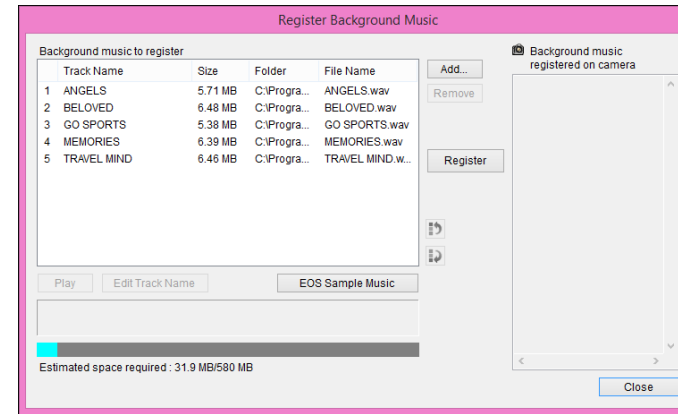 Register Background Music
Background music to register
Track Name Size Folder File Name
1 ANGELS 5.71 MB C:\Progra... ANGELS.wav
2 BELOVED 6.48 MB C:\Progra... BELOVED.wav
3 GO SPORTS 5.38 MB C:\Progra... GO SPORTS.wav
4 MEMORIES 6.39 MB C:\Progra... MEMORIES.wav
5 TRAVEL MIND 6.46 MB C:\Progra... TRAVEL MIND.w...
Play Edit Track Name EOS Sample Music
Estimated space required : 31.9 MB/580 MB
Add...
Remove
Register
Background music
registered on camera
Close